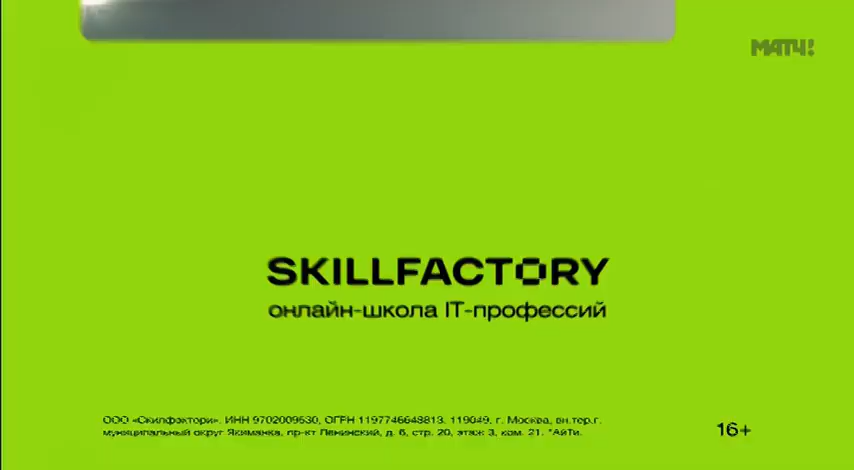 МАТЧ!
SKILLFACTORY
онлайн-школа IT-профессий
ООО «Скилфэктори». ИНН 9702009530, ОГРН 1197746648813. 119049, г. Москва, вн.тер.г.
муниципальный округ Якиманка, пр-кт Ленинский, д. 6, стр. 20, этаж 3, ком. 21. *АйТи.
16+